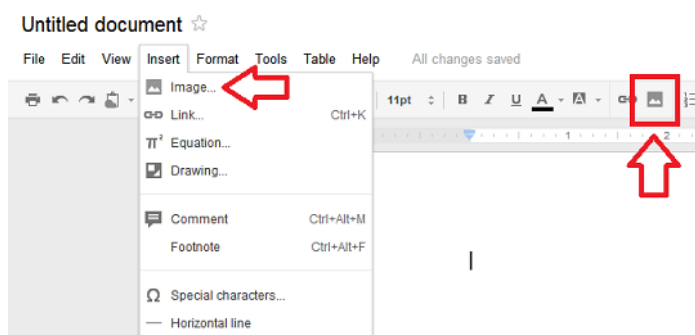 Untitled document
File Edit View Insert Format Tools Table Help All changes saved
11pt B I U A A
Image...
Link... Ctrl+K
π² Equation...
Drawing...
Comment Ctrl+Alt+M
Footnote Ctrl+Alt+F
Ω Special characters...
Horizontal line
1 2